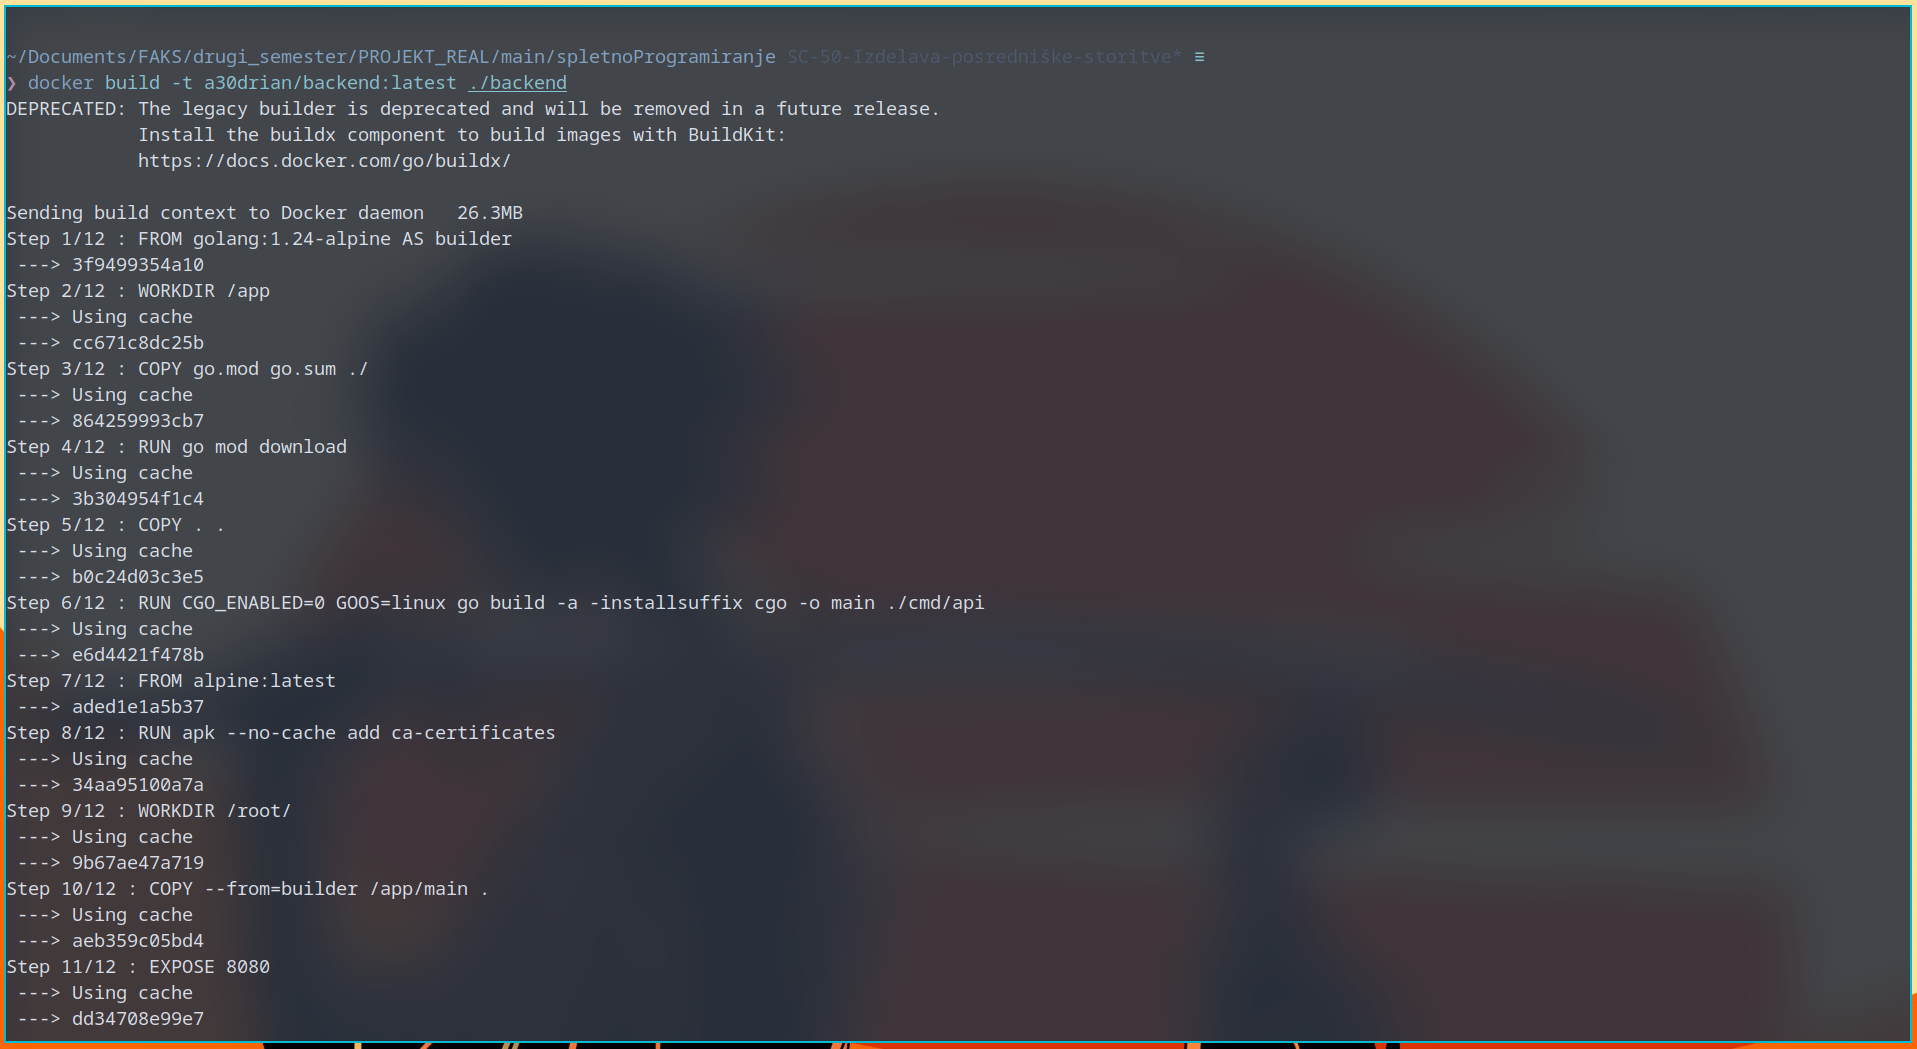 ~/Documents/FAKS/drugi_semester/PROJEKT_REAL/main/spletnoProgramiranje SC-50-Izdelava-posredniške-storitve* ≡
❯ docker build -t a30drian/backend:latest ./backend
DEPRECATED: The legacy builder is deprecated and will be removed in a future release.
            Install the buildx component to build images with BuildKit:
            https://docs.docker.com/go/buildx/

Sending build context to Docker daemon   26.3MB
Step 1/12 : FROM golang:1.24-alpine AS builder
 ---> 3f9499354a10
Step 2/12 : WORKDIR /app
 ---> Using cache
 ---> cc671c8dc25b
Step 3/12 : COPY go.mod go.sum ./
 ---> Using cache
 ---> 864259993cb7
Step 4/12 : RUN go mod download
 ---> Using cache
 ---> 3b304954f1c4
Step 5/12 : COPY . .
 ---> Using cache
 ---> b0c24d03c3e5
Step 6/12 : RUN CGO_ENABLED=0 GOOS=linux go build -a -installsuffix cgo -o main ./cmd/api
 ---> Using cache
 ---> e6d4421f478b
Step 7/12 : FROM alpine:latest
 ---> aded1e1a5b37
Step 8/12 : RUN apk --no-cache add ca-certificates
 ---> Using cache
 ---> 34aa95100a7a
Step 9/12 : WORKDIR /root/
 ---> Using cache
 ---> 9b67ae47a719
Step 10/12 : COPY --from=builder /app/main .
 ---> Using cache
 ---> aeb359c05bd4
Step 11/12 : EXPOSE 8080
 ---> Using cache
 ---> dd34708e99e7